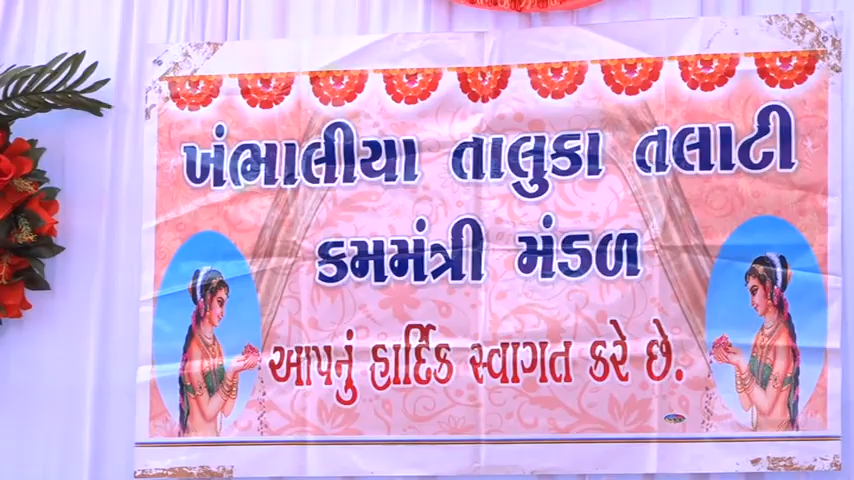 ખંભાલીયા તાલુકા તલાટી
કમમંત્રી મંડળ
આપનું હાર્દિક સ્વાગત કરે છે.